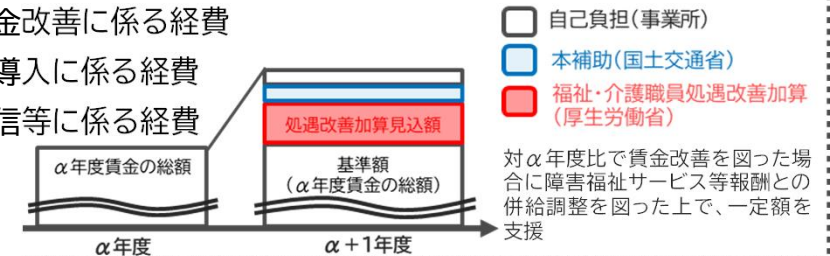 金改善に係る経費
導入に係る経費
信等に係る経費
自己負担(事業所)
本補助(国土交通省)
福祉・介護職員処遇改善加算
(厚生労働省)
処遇改善加算見込額
α年度賃金の総額
基準額
(α年度賃金の総額)
対α年度比で賃金改善を図った場
合に障害福祉サービス等報酬との
併給調整を図った上で、一定額を
支援
α年度
α+1年度